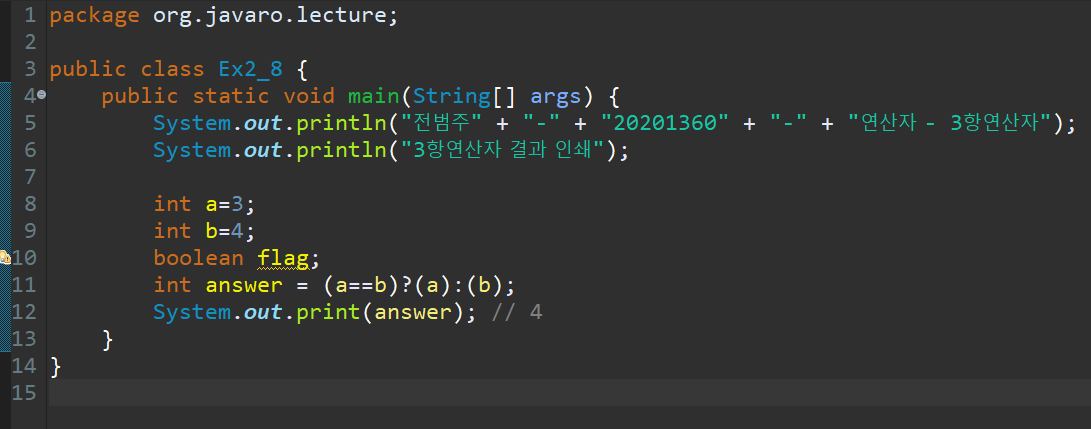 1 package org.javaro.lecture;
2
3 public class Ex2_8 {
4 public static void main(String[] args) {
5 System.out.println("전범주" + "-" + "20201360" + "-" + "연산자 - 3항연산자");
6 System.out.println("3항연산자 결과 인쇄");
7
8 int a=3;
9 int b=4;
10 boolean flag;
11 int answer = (a==b)?(a):(b);
12 System.out.print(answer); // 4
13 }
14 }
15